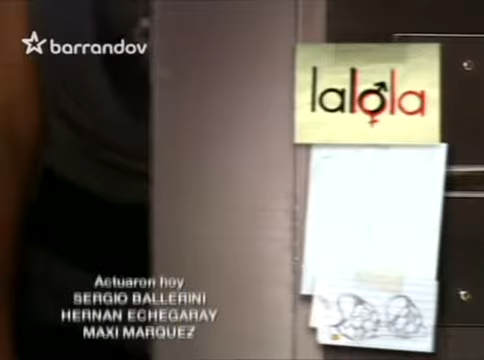 barrandov
lalola
Actuaron hoy
SERGIO BALLERINI
HERNAN ECHEGARAY
MAXI MARQUEZ